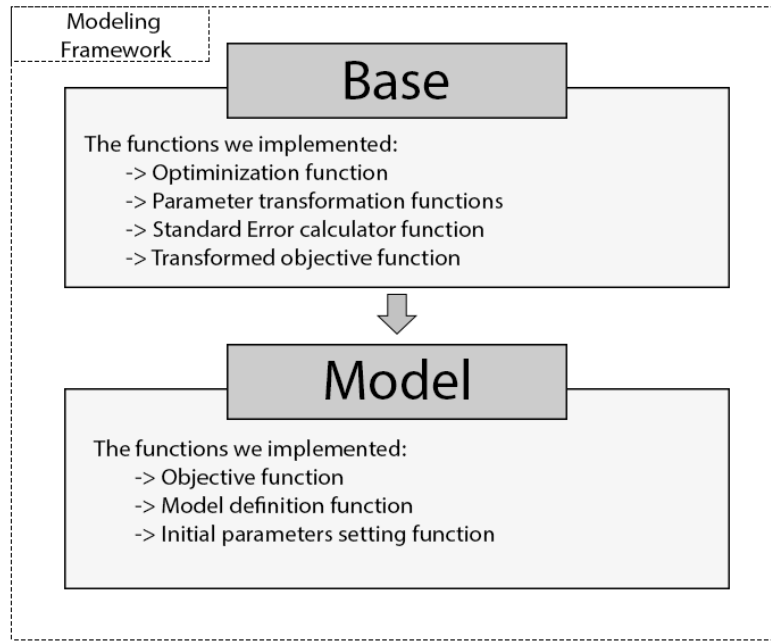 Modeling
Framework
Base
The functions we implemented:
-> Optiminization function
-> Parameter transformation functions
-> Standard Error calculator function
-> Transformed objective function
Model
The functions we implemented:
-> Objective function
-> Model definition function
-> Initial parameters setting function